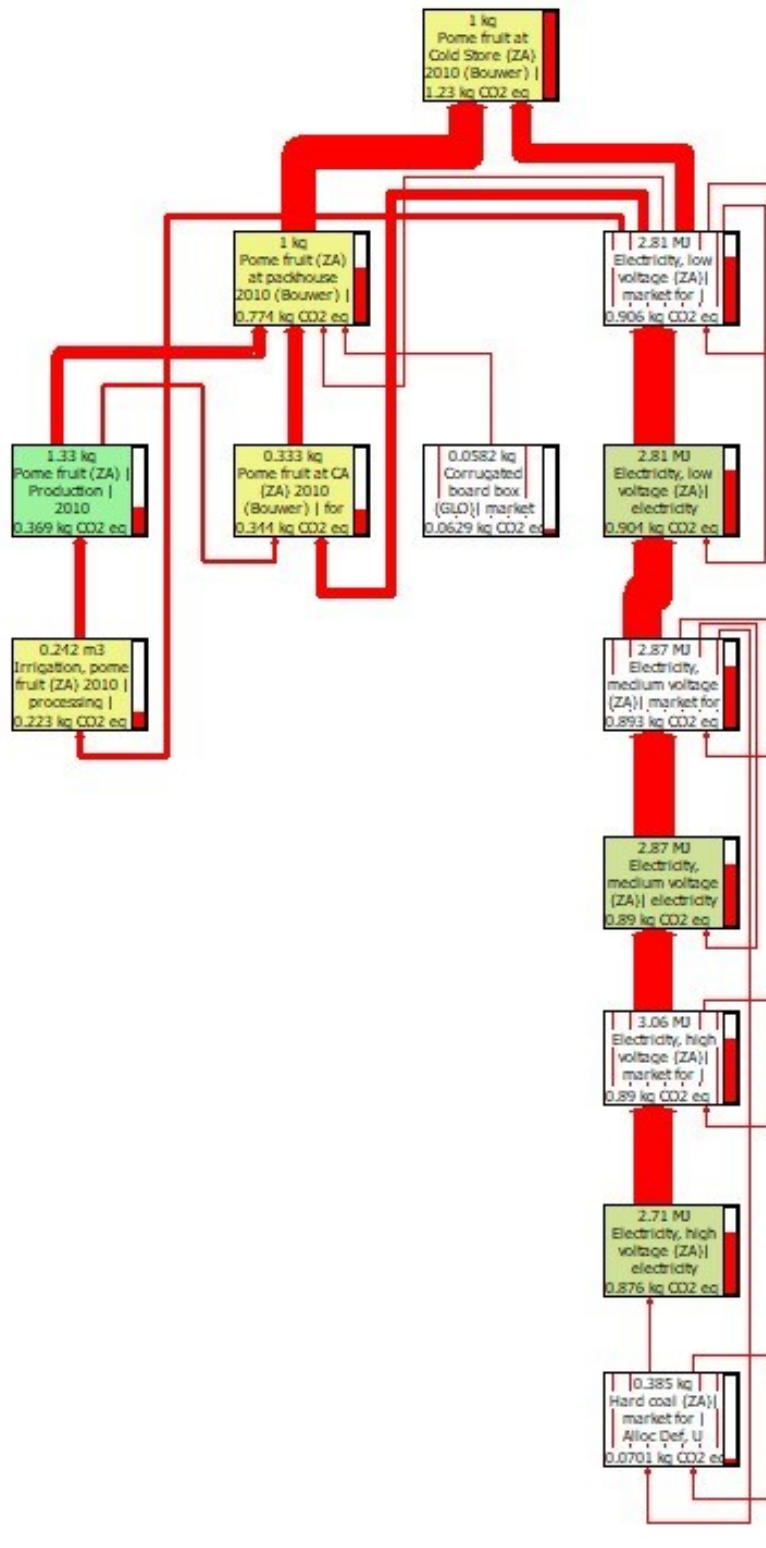 1 kg
Pome fruit at
Cold Store {ZA}
2010 (Bouwer) |
1.23 kg CO2 eq
1 kg
Pome fruit (ZA)
at packhouse
2010 (Bouwer) |
0.774 kg CO2 eq
2.81 MJ
Electricity, low
voltage {ZA}|
market for |
0.906 kg CO2 eq
1.33 kg
Pome fruit (ZA) |
Production |
2010
0.369 kg CO2 eq
0.333 kg
Pome fruit at CA
{ZA} 2010
(Bouwer) | for
0.344 kg CO2 eq
0.0582 kg
Corrugated
board box
{GLO}| market
0.0629 kg CO2 eq
2.81 MJ
Electricity, low
voltage {ZA}|
electricity
0.904 kg CO2 eq
0.242 m3
Irrigation, pome
fruit {ZA} 2010 |
processing |
0.223 kg CO2 eq
2.87 MJ
Electricity,
medium voltage
{ZA}| market for
0.893 kg CO2 eq
2.87 MJ
Electricity,
medium voltage
{ZA}| electricity
0.89 kg CO2 eq
3.06 MJ
Electricity, high
voltage {ZA}|
market for |
0.89 kg CO2 eq
2.71 MJ
Electricity, high
voltage {ZA}|
electricity
0.876 kg CO2 eq
0.385 kg
Hard coal {ZA}|
market for |
Alloc Def, U
0.0701 kg CO2 eq